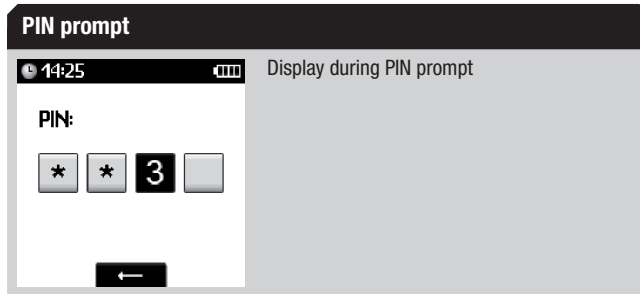 PIN prompt
14:25
Display during PIN prompt
PIN:
* * 3
←